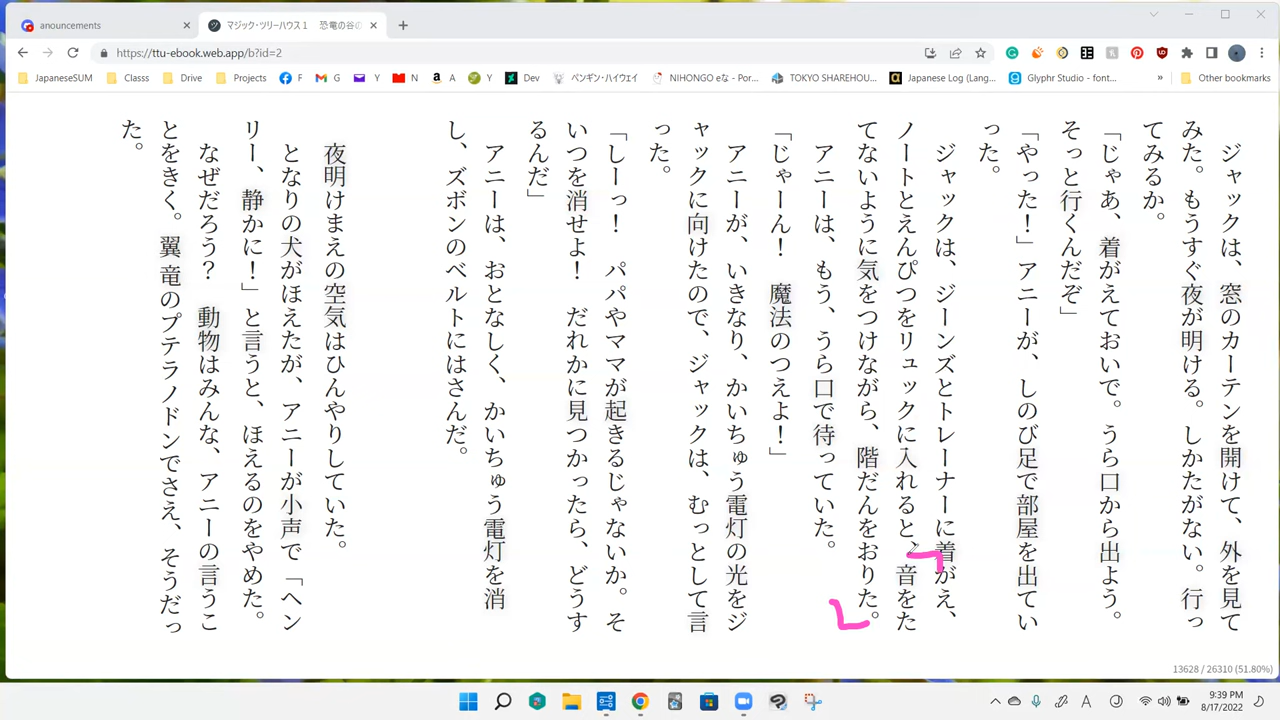 anouncements
マジック・ツリーハウス１　恐竜の谷の
https://ttu-ebook.web.app/b?id=2
JapaneseSUM
Classs
Drive
Projects
F
G
Y
N
A
Y
Dev
ペンギン・ハイウェイ
NIHONGO eな - Por...
TOKYO SHAREHOU...
Japanese Log (Lang...
Glyphr Studio - font...
»
Other bookmarks
ジャックは、窓のカーテンを開けて、外を見て
みた。もうすぐ夜が明ける。しかたがない。行っ
てみるか。
「じゃあ、着がえておいで。うら口から出よう。
そっと行くんだぞ」
「やった！」アニーが、しのび足で部屋を出てい
った。
ジャックは、ジーンズとトレーナーに着がえ、
ノートとえんぴつをリュックに入れると、音をた
てないように気をつけながら、階だんをおりた。
アニーは、もう、うら口で待っていた。
「じゃーん！　魔法のつえよ！」
アニーが、いきなり、かいちゅう電灯の光をジ
ャックに向けたので、ジャックは、むっとして言
った。
「しーっ！　パパやママが起きるじゃないか。そ
いつを消せよ！　だれかに見つかったら、どうす
るんだ」
アニーは、おとなしく、かいちゅう電灯を消
し、ズボンのベルトにはさんだ。
夜明けまえの空気はひんやりしていた。
となりの犬がほえたが、アニーが小声で「ヘン
リー、静かに！」と言うと、ほえるのをやめた。
なぜだろう？　動物はみんな、アニーの言うこ
とをきく。翼竜のプテラノドンでさえ、そうだっ
た。
13628 / 26310 (51.80%)
A
9:39 PM
8/17/2022